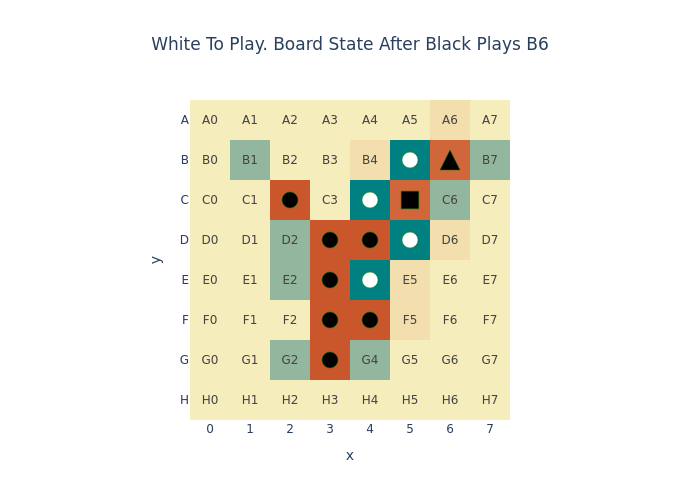 White To Play. Board State After Black Plays B6
A A0 A1 A2 A3 A4 A5 A6 A7
B B0 B1 B2 B3 B4 B7
C C0 C1 C3 C6 C7
D D0 D1 D2 D6 D7
y
E E0 E1 E2 E5 E6 E7
F F0 F1 F2 F5 F6 F7
G G0 G1 G2 G4 G5 G6 G7
H H0 H1 H2 H3 H4 H5 H6 H7
0 1 2 3 4 5 6 7
x